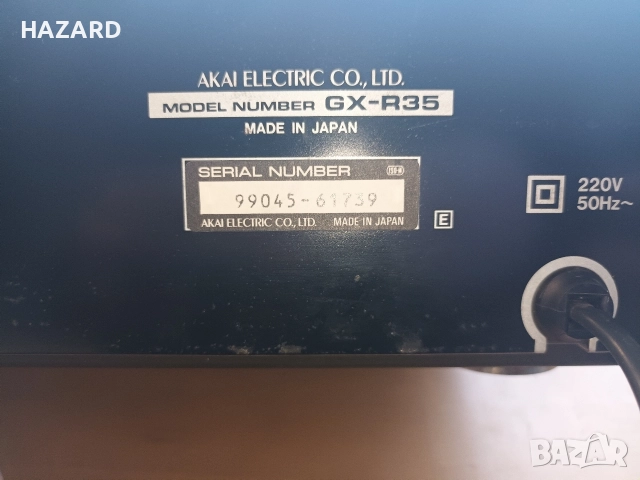 HAZARD
AKAI ELECTRIC CO., LTD.
MODEL NUMBER GX-R35
MADE IN JAPAN
SERIAL NUMBER
99045-61739
AKAI ELECTRIC CO., LTD. MADE IN JAPAN
E
220V
50Hz~
BAZAR